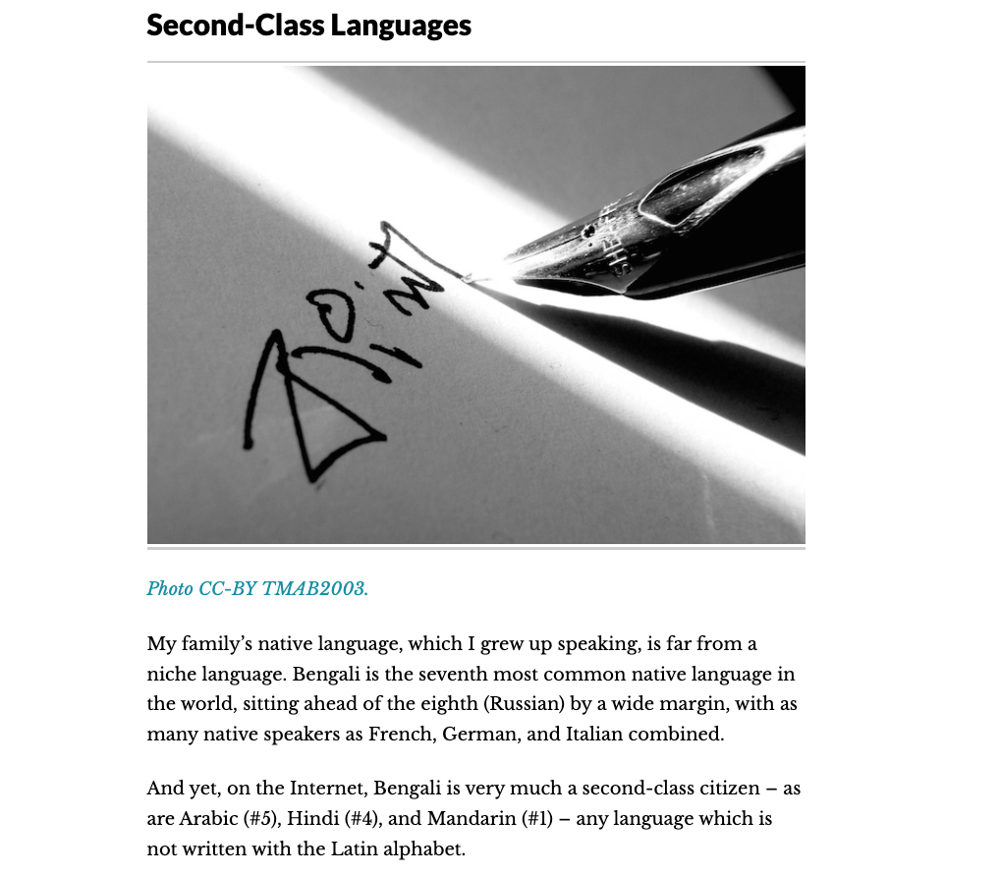 Second-Class Languages
Photo CC-BY TMAB2003.
My family’s native language, which I grew up speaking, is far from a
niche language. Bengali is the seventh most common native language in
the world, sitting ahead of the eighth (Russian) by a wide margin, with as
many native speakers as French, German, and Italian combined.
And yet, on the Internet, Bengali is very much a second-class citizen – as
are Arabic (#5), Hindi (#4), and Mandarin (#1) – any language which is
not written with the Latin alphabet.